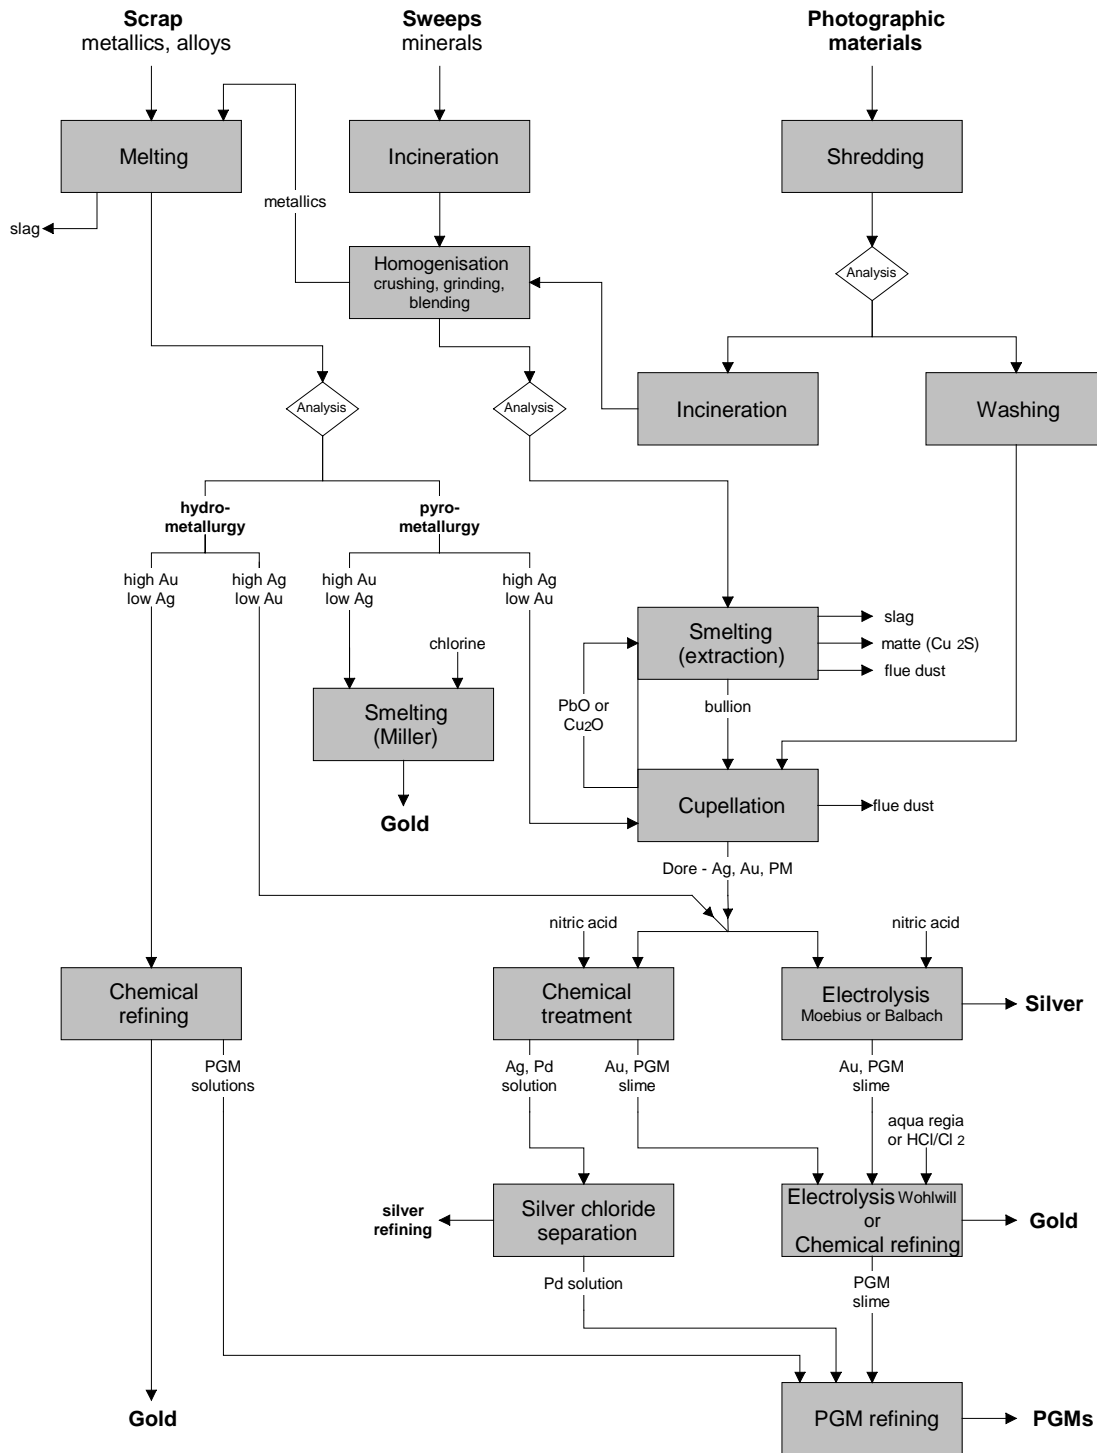 Scrap
metallics, alloys
Sweeps
minerals
Photographic
materials
Melting
Incineration
Shredding
metallics
slag
Homogenisation
crushing, grinding,
blending
Analysis
Analysis
Analysis
Incineration
Washing
hydro-
metallurgy
pyro-
metallurgy
high Au
low Ag
high Ag
low Au
high Au
low Ag
high Ag
low Au
chlorine
Smelting
(extraction)
slag
matte (Cu 2S)
flue dust
PbO or
Cu2O
bullion
Smelting
(Miller)
Gold
Cupellation
flue dust
Dore - Ag, Au, PM
nitric acid
nitric acid
Chemical
refining
Chemical
treatment
Electrolysis
Moebius or Balbach
Silver
PGM
solutions
Ag, Pd
solution
Au, PGM
slime
Au, PGM
slime
aqua regia
or HCl/Cl 2
silver
refining
Silver chloride
separation
Electrolysis Wohlwill
or
Chemical refining
Gold
Pd solution
PGM
slime
Gold
PGM refining
PGMs